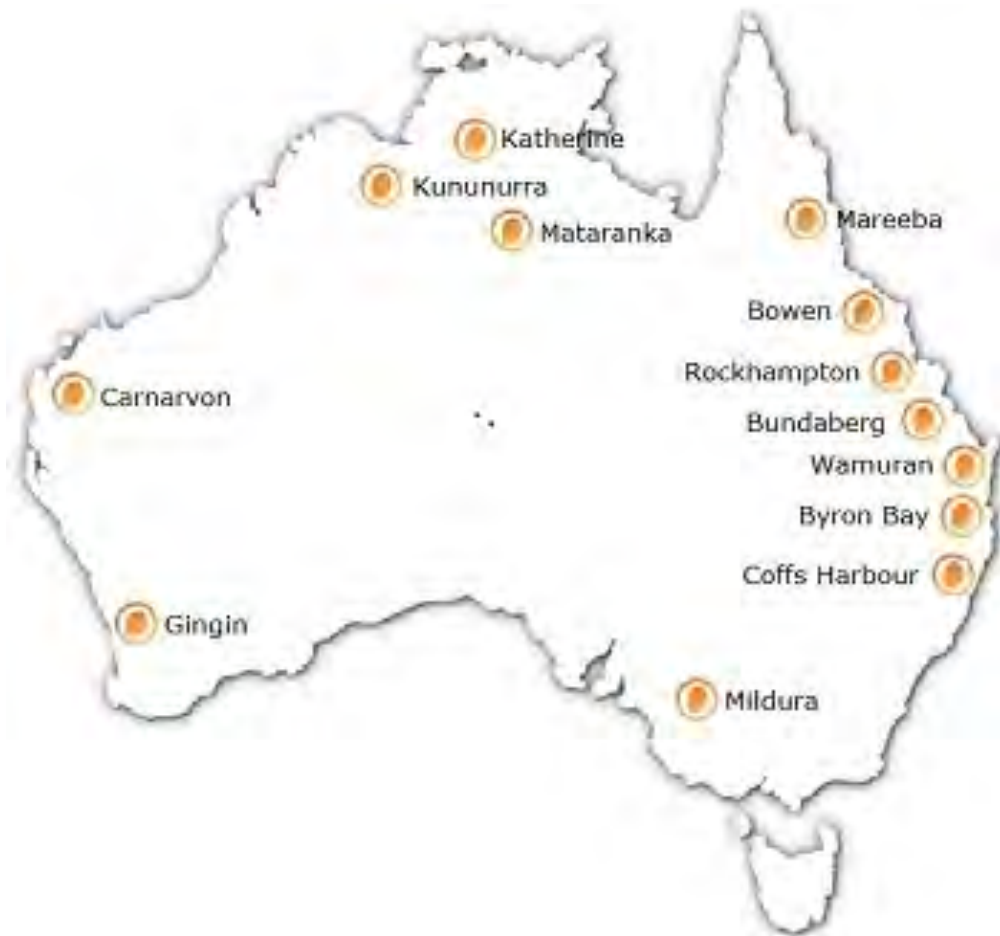 Katherine
Kununurra
Mareeba
Mataranka
Bowen
Rockhampton
Carnarvon
Bundaberg
Wamuran
Byron Bay
Coffs Harbour
Gingin
Mildura